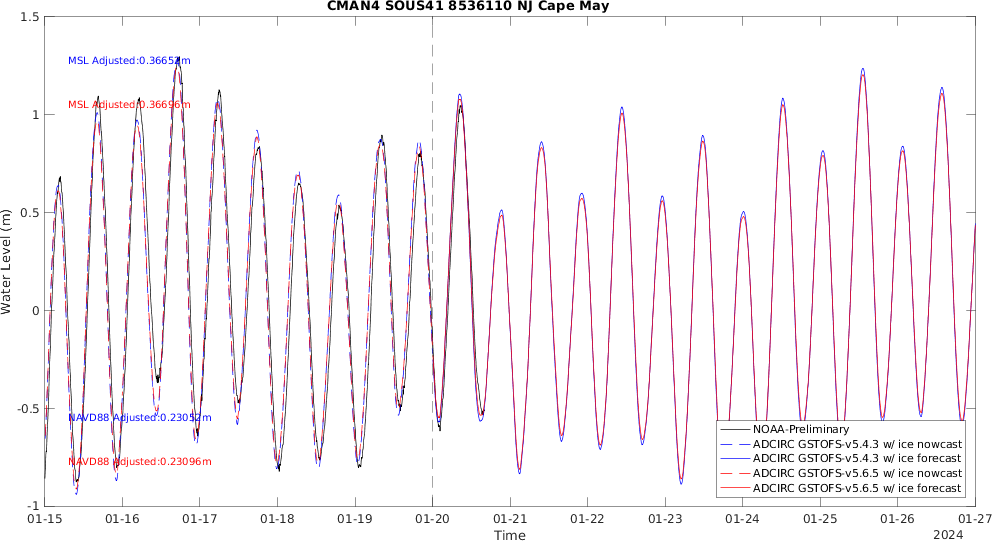 CMAN4 SOUS41 8536110 NJ Cape May
1.5
1
0.5
0
-0.5
-1
Water Level (m)
MSL Adjusted:0.36652m
MSL Adjusted:0.36696m
NAVD88 Adjusted:0.23052m
NAVD88 Adjusted:0.23096m
NOAA-Preliminary
ADCIRC GSTOFS-v5.4.3 w/ ice nowcast
ADCIRC GSTOFS-v5.4.3 w/ ice forecast
ADCIRC GSTOFS-v5.6.5 w/ ice nowcast
ADCIRC GSTOFS-v5.6.5 w/ ice forecast
01-15 01-16 01-17 01-18 01-19 01-20 01-21 01-22 01-23 01-24 01-25 01-26 01-27
Time
2024